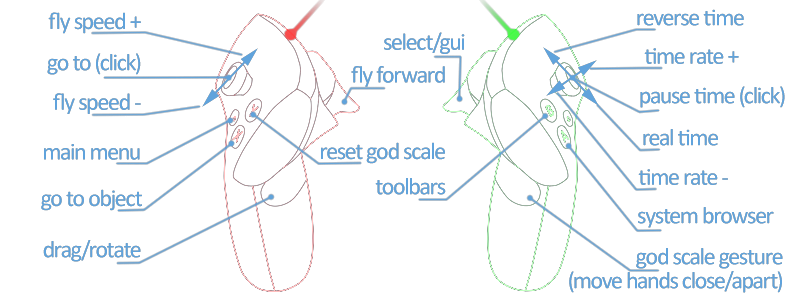 fly speed +
go to (click)
fly speed -
main menu
go to object
drag/rotate
select/gui
fly forward
reset god scale
toolbars
reverse time
time rate +
pause time (click)
real time
time rate -
system browser
god scale gesture
(move hands close/apart)